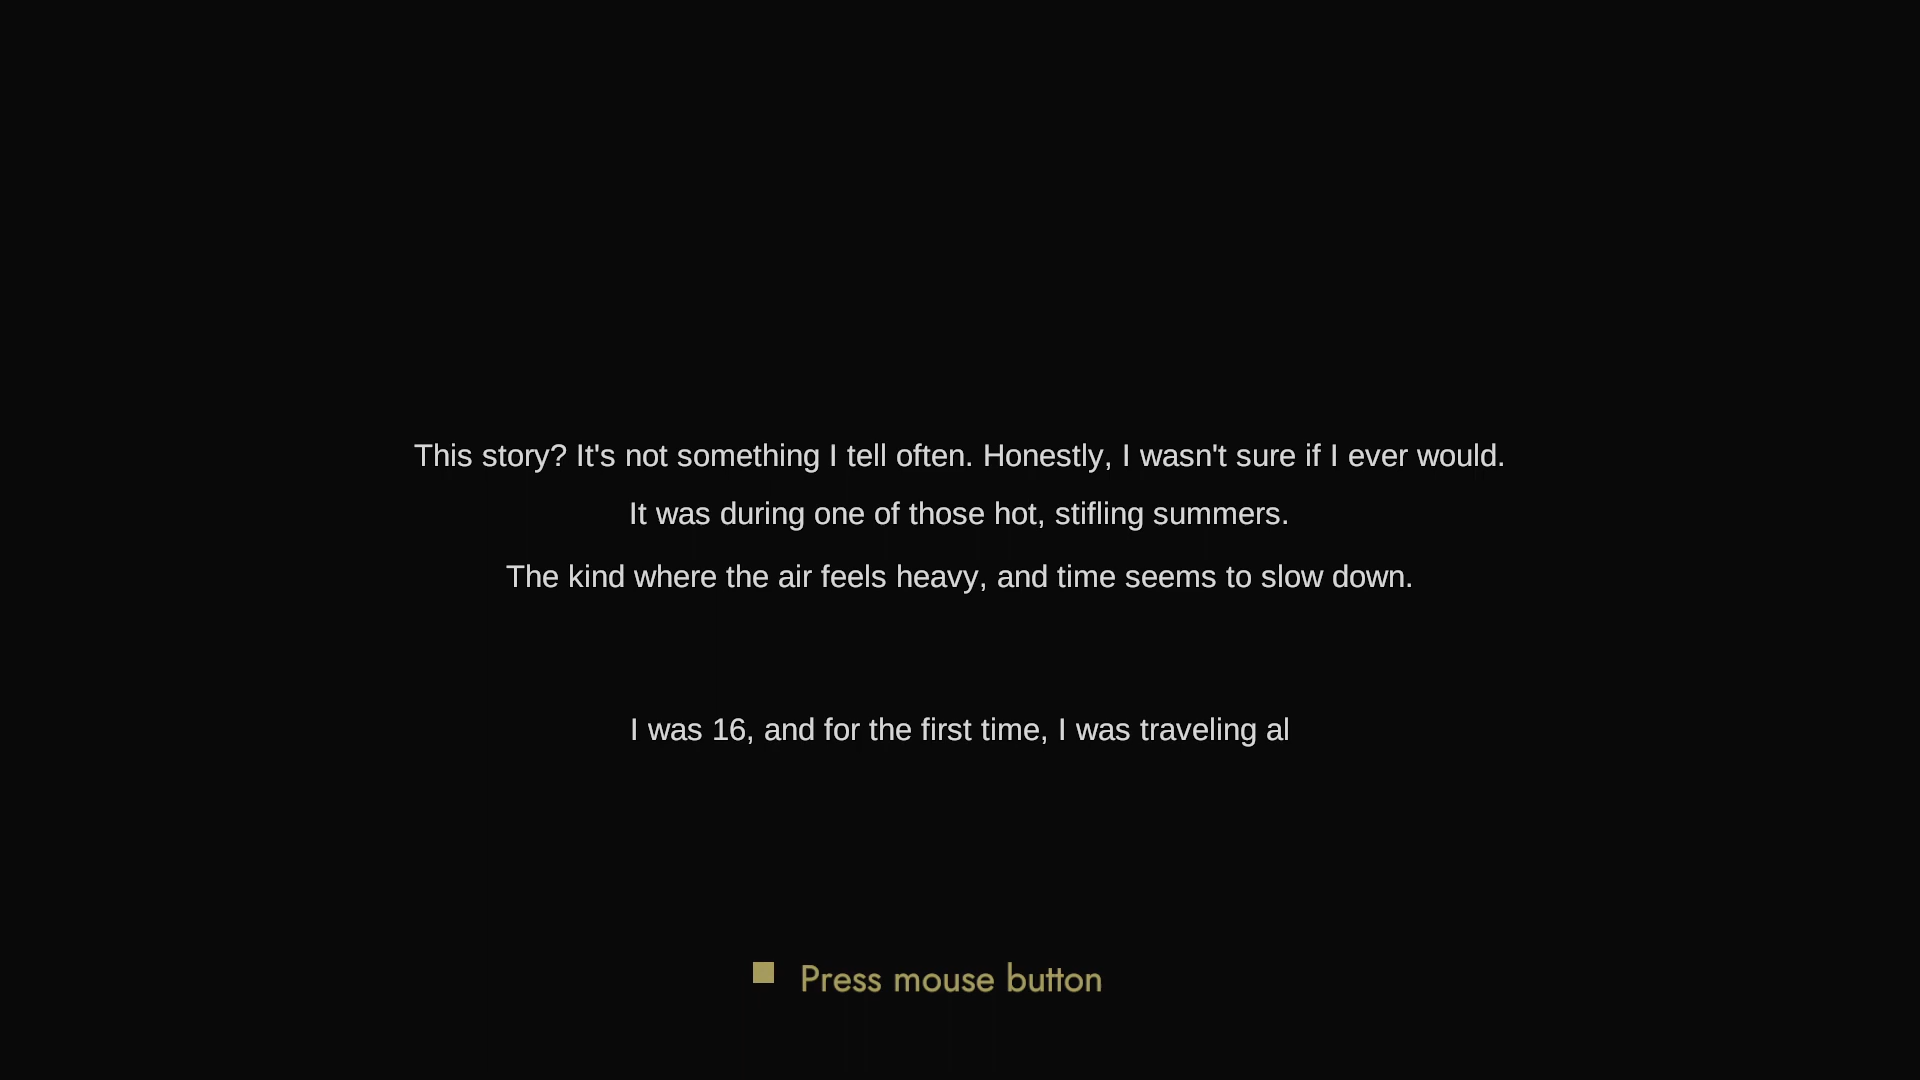 This story? It's not something I tell often. Honestly, I wasn't sure if I ever would.
It was during one of those hot, stifling summers.
The kind where the air feels heavy, and time seems to slow down.
I was 16, and for the first time, I was traveling al
Press mouse button